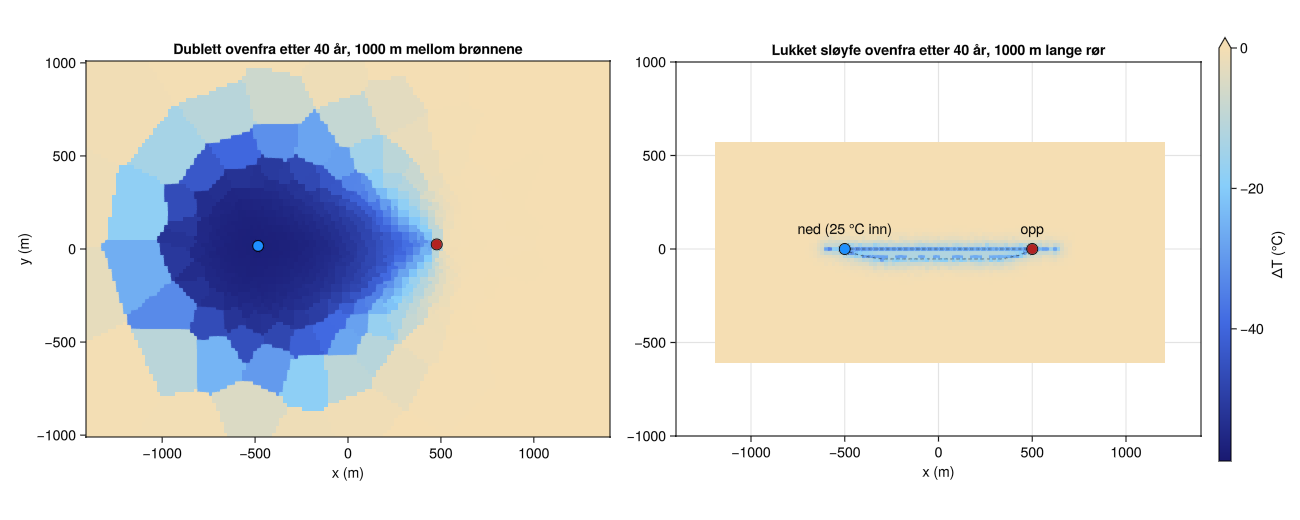 Dublett ovenfra etter 40 år, 1000 m mellom brønnene
1000
500
0
−500
−1000
y (m)
−1000
−500
0
500
1000
x (m)
Lukket sløyfe ovenfra etter 40 år, 1000 m lange rør
1000
500
0
−500
−1000
ned (25 °C inn)
opp
−1000
−500
0
500
1000
x (m)
0
−20
−40
ΔT (°C)